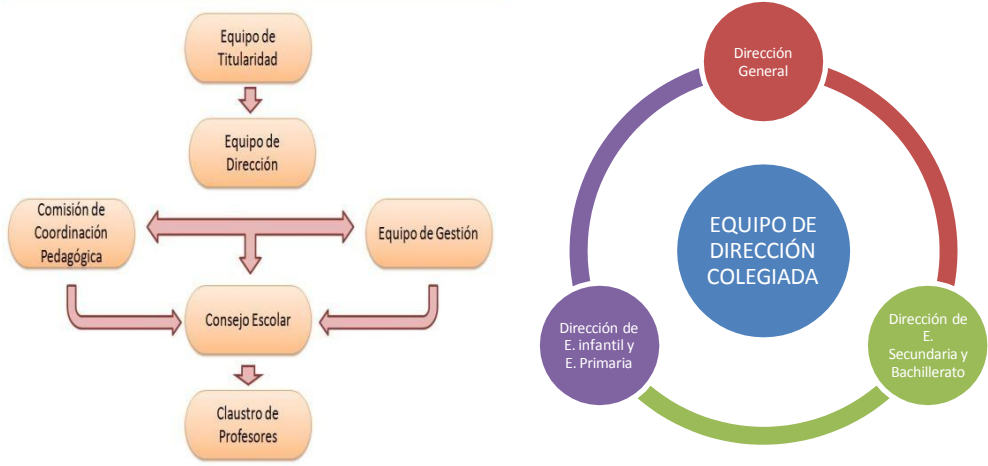 Equipo de
Titularidad
Equipo de
Dirección
Comisión de
Coordinación
Pedagógica
Equipo de Gestión
Consejo Escolar
Claustro de
Profesores
Dirección
General
EQUIPO DE
DIRECCIÓN
COLEGIADA
Dirección de
E. infantil y
E. Primaria
Dirección de
E.
Secundaria y
Bachillerato